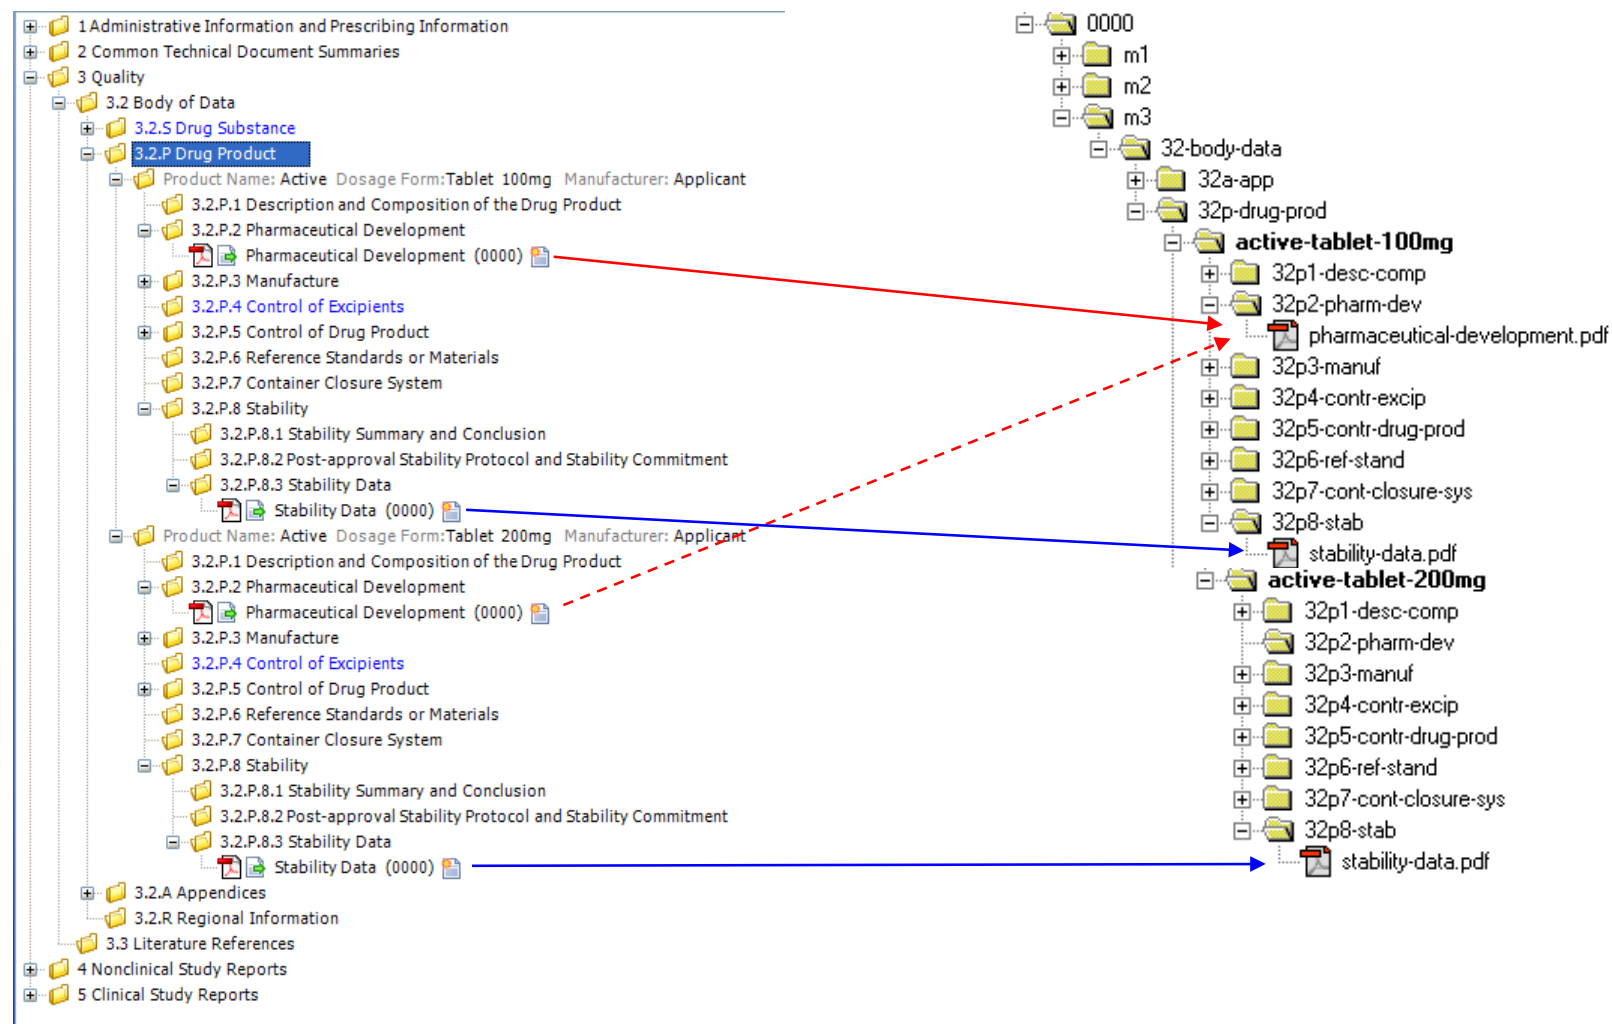 1 Administrative Information and Prescribing Information
2 Common Technical Document Summaries
3 Quality
3.2 Body of Data
3.2.S Drug Substance
3.2.P Drug Product
Product Name: Active Dosage Form:Tablet 100mg Manufacturer: Applicant
3.2.P.1 Description and Composition of the Drug Product
3.2.P.2 Pharmaceutical Development
Pharmaceutical Development (0000)
3.2.P.3 Manufacture
3.2.P.4 Control of Excipients
3.2.P.5 Control of Drug Product
3.2.P.6 Reference Standards or Materials
3.2.P.7 Container Closure System
3.2.P.8 Stability
3.2.P.8.1 Stability Summary and Conclusion
3.2.P.8.2 Post-approval Stability Protocol and Stability Commitment
3.2.P.8.3 Stability Data
Stability Data (0000)
Product Name: Active Dosage Form:Tablet 200mg Manufacturer: Applicant
3.2.P.1 Description and Composition of the Drug Product
3.2.P.2 Pharmaceutical Development
Pharmaceutical Development (0000)
3.2.P.3 Manufacture
3.2.P.4 Control of Excipients
3.2.P.5 Control of Drug Product
3.2.P.6 Reference Standards or Materials
3.2.P.7 Container Closure System
3.2.P.8 Stability
3.2.P.8.1 Stability Summary and Conclusion
3.2.P.8.2 Post-approval Stability Protocol and Stability Commitment
3.2.P.8.3 Stability Data
Stability Data (0000)
3.2.A Appendices
3.2.R Regional Information
3.3 Literature References
4 Nonclinical Study Reports
5 Clinical Study Reports
0000
m1
m2
m3
32-body-data
32a-app
32p-drug-prod
active-tablet-100mg
32p1-desc-comp
32p2-pharm-dev
pharmaceutical-development.pdf
32p3-manuf
32p4-contr-excip
32p5-contr-drug-prod
32p6-ref-stand
32p7-cont-closure-sys
32p8-stab
stability-data.pdf
active-tablet-200mg
32p1-desc-comp
32p2-pharm-dev
32p3-manuf
32p4-contr-excip
32p5-contr-drug-prod
32p6-ref-stand
32p7-cont-closure-sys
32p8-stab
stability-data.pdf